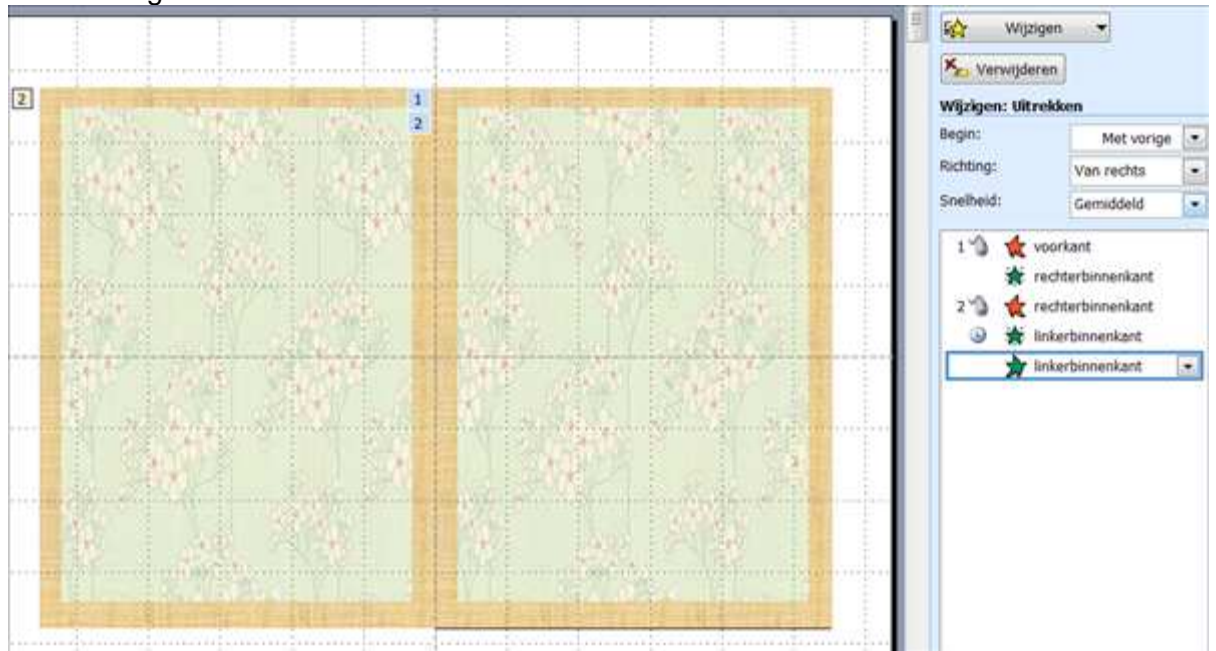 Wijzigen
Verwijderen
Wijzigen: Uitrekken
Begin: Met vorige
Richting: Van rechts
Snelheid: Gemiddeld
2
1
2
1 voorkant
rechterbinnenkant
2 rechterbinnenkant
linkerbinnenkant
linkerbinnenkant